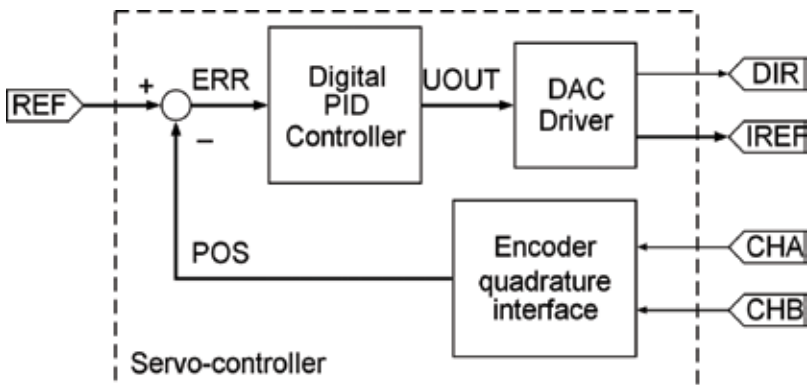 REF
+
−
ERR
Digital
PID
Controller
UOUT
DAC
Driver
DIR
IREF
POS
Encoder
quadrature
interface
CHA
CHB
Servo-controller